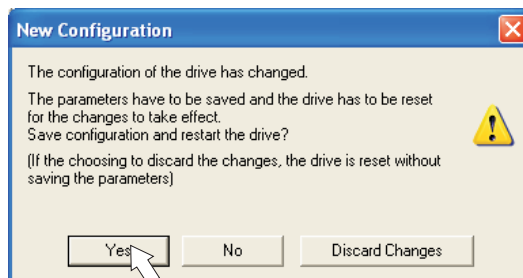 New Configuration
The configuration of the drive has changed.
The parameters have to be saved and the drive has to be reset
for the changes to take effect.
Save configuration and restart the drive?
(If the choosing to discard the changes, the drive is reset without
saving the parameters)
Yes
No
Discard Changes